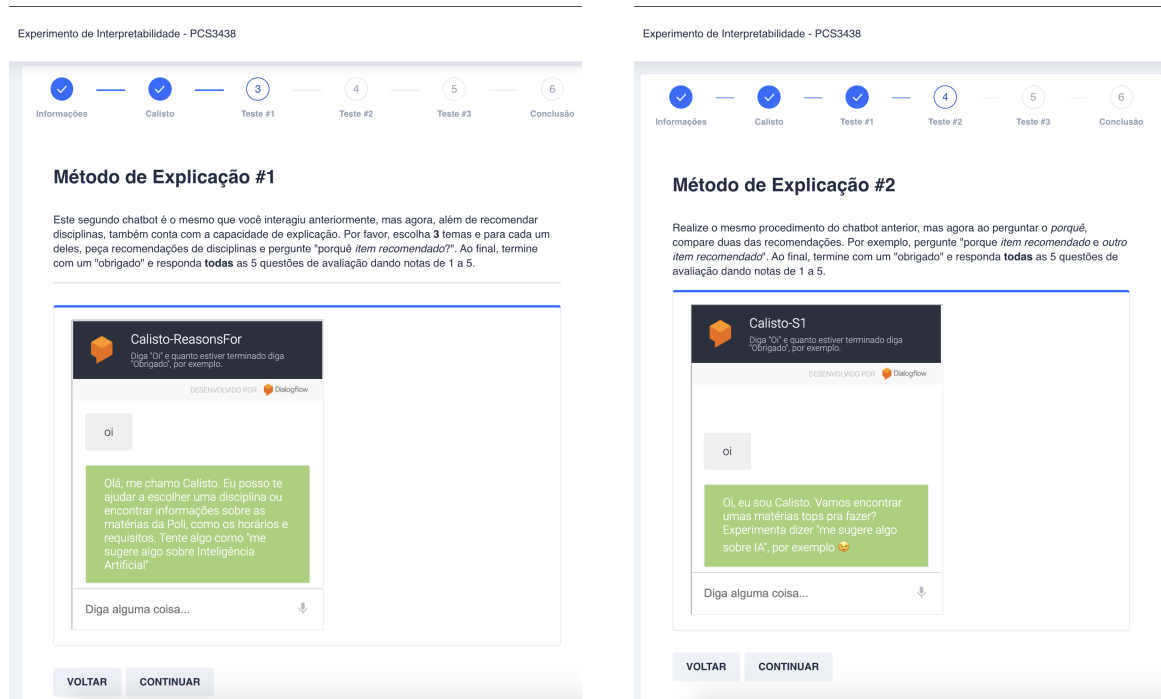 Experimento de Interpretabilidade - PCS3438
3
4
5
6
Informações
Calisto
Teste #1
Teste #2
Teste #3
Conclusão
Método de Explicação #1
Este segundo chatbot é o mesmo que você interagiu anteriormente, mas agora, além de recomendar
disciplinas, também conta com a capacidade de explicação. Por favor, escolha 3 temas e para cada um
deles, peça recomendações de disciplinas e pergunte "porquê item recomendado?". Ao final, termine
com um "obrigado" e responda todas as 5 questões de avaliação dando notas de 1 a 5.
Calisto-ReasonsFor
Diga "Oi" e quanto estiver terminado diga
"Obrigado", por exemplo.
DESENVOLVIDO POR Dialogflow
oi
Olá, me chamo Calisto. Eu posso te
ajudar a escolher uma disciplina ou
encontrar informações sobre as
matérias da Poli, como os horários e
requisitos. Tente algo como "me
sugere algo sobre Inteligência
Artificial"
Diga alguma coisa...
VOLTAR
CONTINUAR
Experimento de Interpretabilidade - PCS3438
4
5
6
Informações
Calisto
Teste #1
Teste #2
Teste #3
Conclusão
Método de Explicação #2
Realize o mesmo procedimento do chatbot anterior, mas agora ao perguntar o porquê,
compare duas das recomendações. Por exemplo, pergunte "porque item recomendado e outro
item recomendado". Ao final, termine com um "obrigado" e responda todas as 5 questões de
avaliação dando notas de 1 a 5.
Calisto-S1
Diga "Oi" e quanto estiver terminado diga
"Obrigado", por exemplo.
DESENVOLVIDO POR Dialogflow
oi
Oi, eu sou Calisto. Vamos encontrar
umas matérias tops pra fazer?
Experimenta dizer "me sugere algo
sobre IA", por exemplo 😉
Diga alguma coisa...
VOLTAR
CONTINUAR